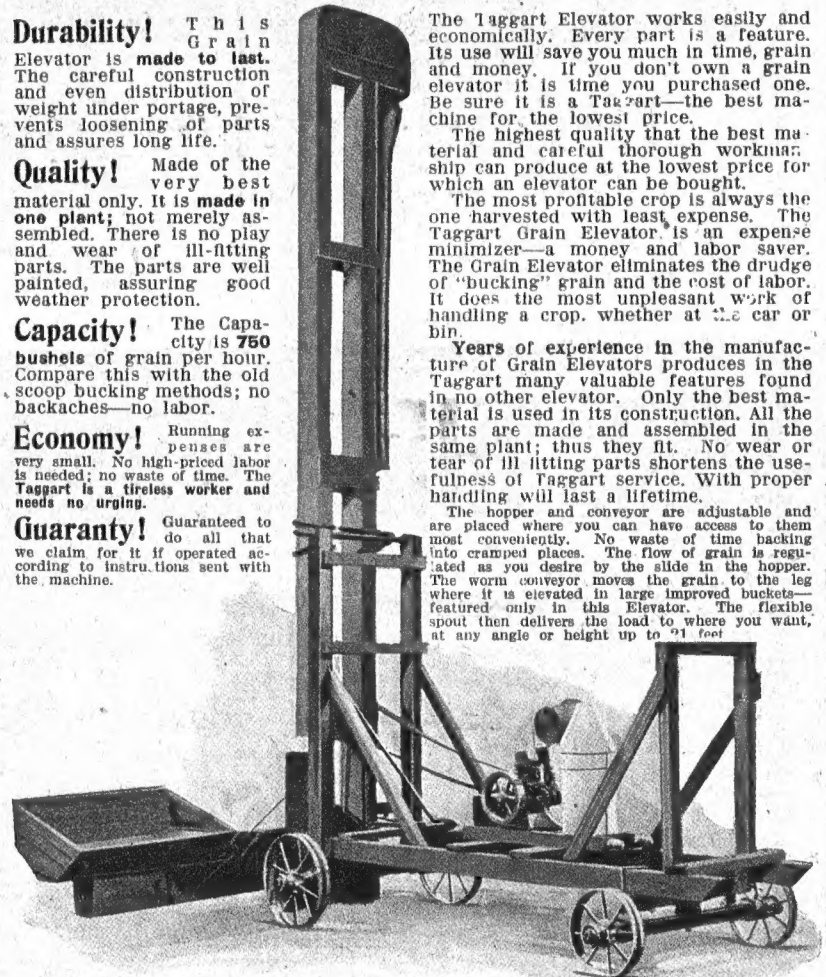 Durability! This
Grain
Elevator is made to last.
The careful construction
and even distribution of
weight under portage, pre-
vents loosening of parts
and assures long life.
Quality! Made of the
very best
material only. It is made in
one plant; not merely as-
sembled. There is no play
and wear of ill-fitting
parts. The parts are well
painted, assuring good
weather protection.
Capacity! The Capa-
city is 750
bushels of grain per hour.
Compare this with the old
scoop bucking methods; no
backaches—no labor.
Economy! Running ex-
penses are
very small. No high-priced labor
is needed; no waste of time. The
Taggart is a tireless worker and
needs no urging.
Guaranty! Guaranteed to
do all that
we claim for it if operated ac-
cording to instructions sent with
the machine.
The Taggart Elevator works easily and
economically. Every part is a feature.
Its use will save you much in time, grain
and money. If you don't own a grain
elevator it is time you purchased one.
Be sure it is a Taggart—the best ma-
chine for the lowest price.
The highest quality that the best ma-
terial and careful thorough workman
ship can produce at the lowest price for
which an elevator can be bought.
The most profitable crop is always the
one harvested with least expense. The
Taggart Grain Elevator is an expense
minimizer—a money and labor saver.
The Grain Elevator eliminates the drudge
of "bucking" grain and the cost of labor.
It does the most unpleasant work of
handling a crop. whether at the car or
bin.
Years of experience in the manufac-
ture of Grain Elevators produces in the
Taggart many valuable features found
in no other elevator. Only the best ma-
terial is used in its construction. All the
parts are made and assembled in the
same plant; thus they fit. No wear or
tear of ill fitting parts shortens the use-
fulness of Taggart service. With proper
handling will last a lifetime.
The hopper and conveyor are adjustable and
are placed where you can have access to them
most conveniently. No waste of time backing
into cramped places. The flow of grain is regu-
lated as you desire by the slide in the hopper.
The worm conveyor moves the grain to the leg
where it is elevated in large improved buckets—
featured only in this Elevator. The flexible
spout then delivers the load to where you want,
at any angle or height up to 21 feet